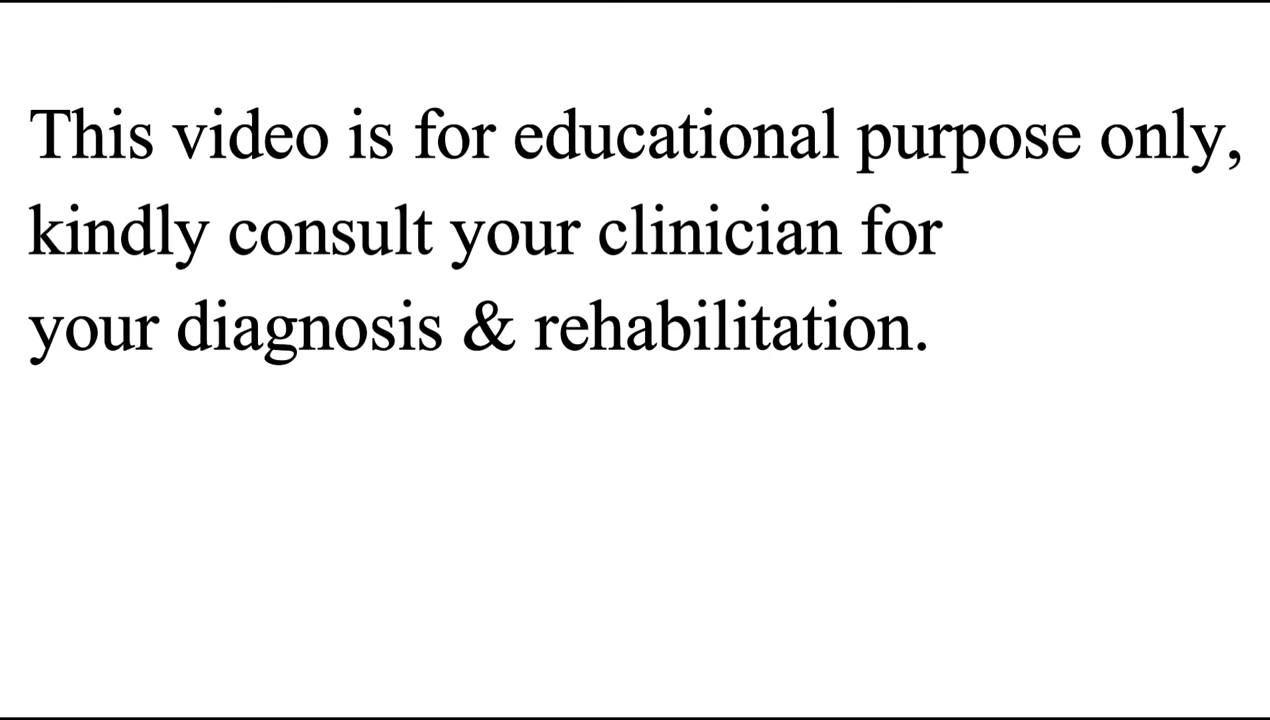 This video is for educational purpose only,
kindly consult your clinician for
your diagnosis & rehabilitation.